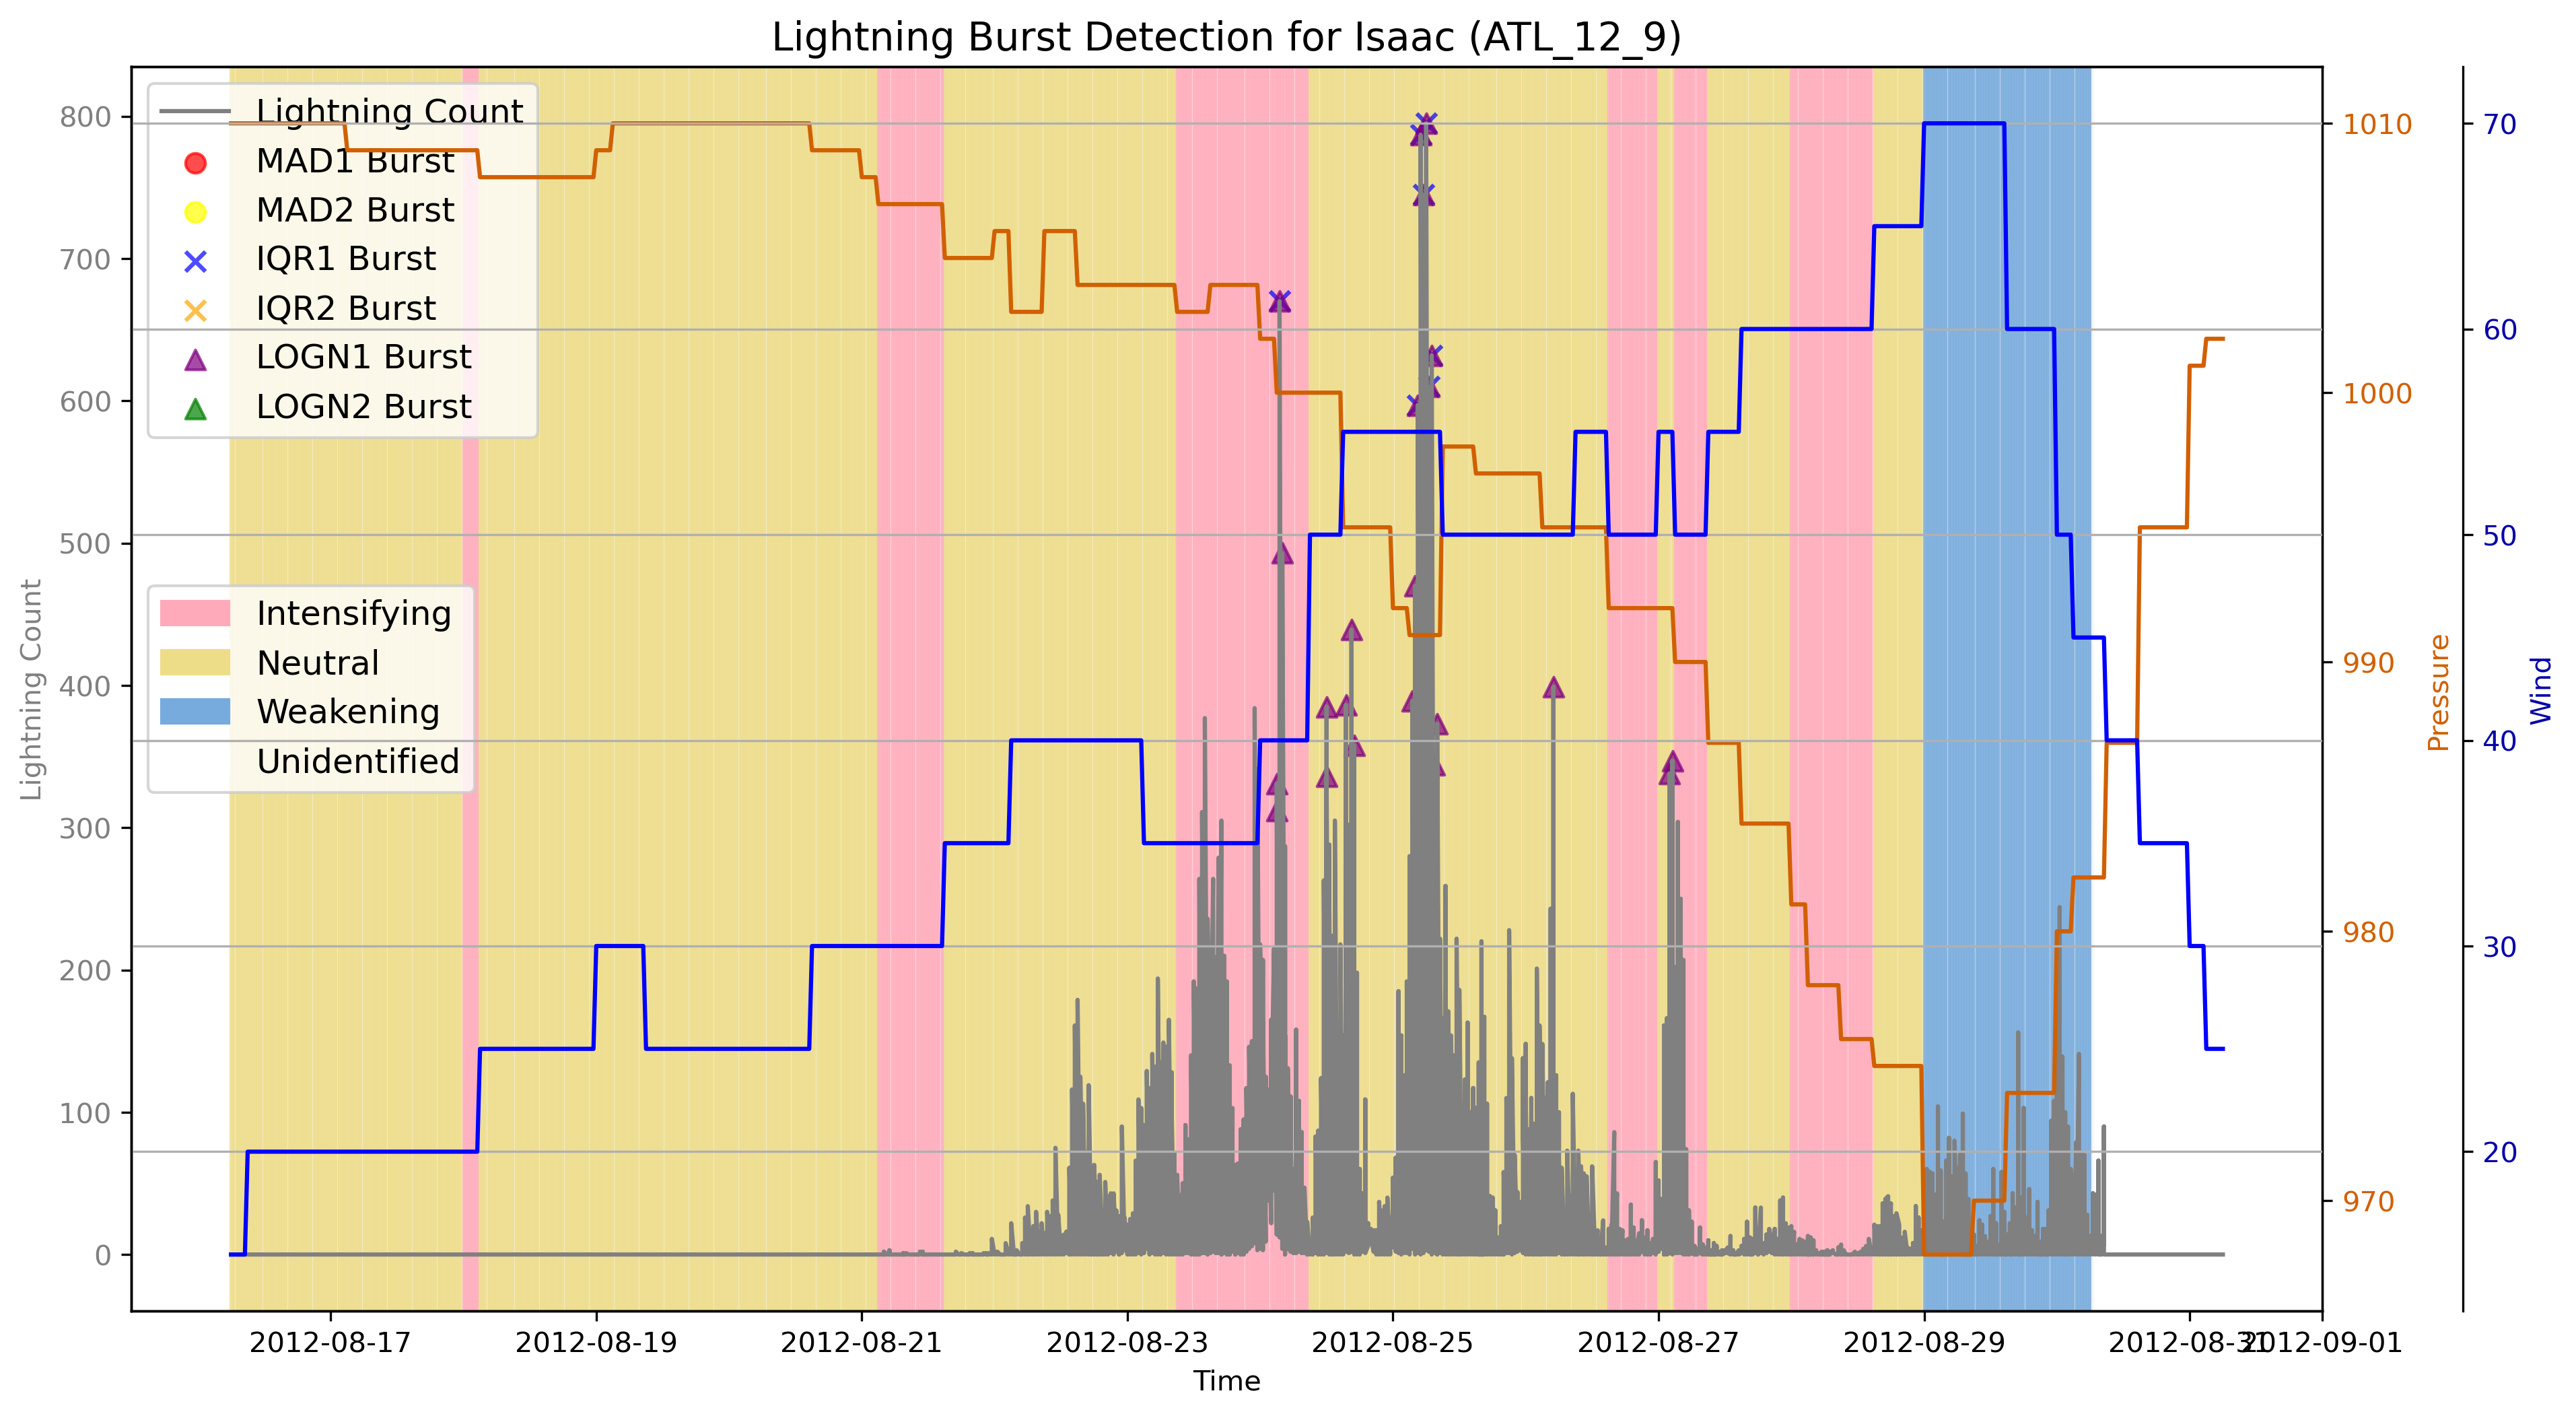 Lightning Burst Detection for Isaac (ATL_12_9)
Lightning Count
MAD1 Burst
MAD2 Burst
IQR1 Burst
IQR2 Burst
LOGN1 Burst
LOGN2 Burst
Intensifying
Neutral
Weakening
Unidentified
Lightning Count
800
700
600
500
400
300
200
100
0
1010
1000
990
980
970
Pressure
70
60
50
40
30
20
Wind
2012-08-17 2012-08-19 2012-08-21 2012-08-23 2012-08-25 2012-08-27 2012-08-29 2012-08-31 2012-09-01
Time